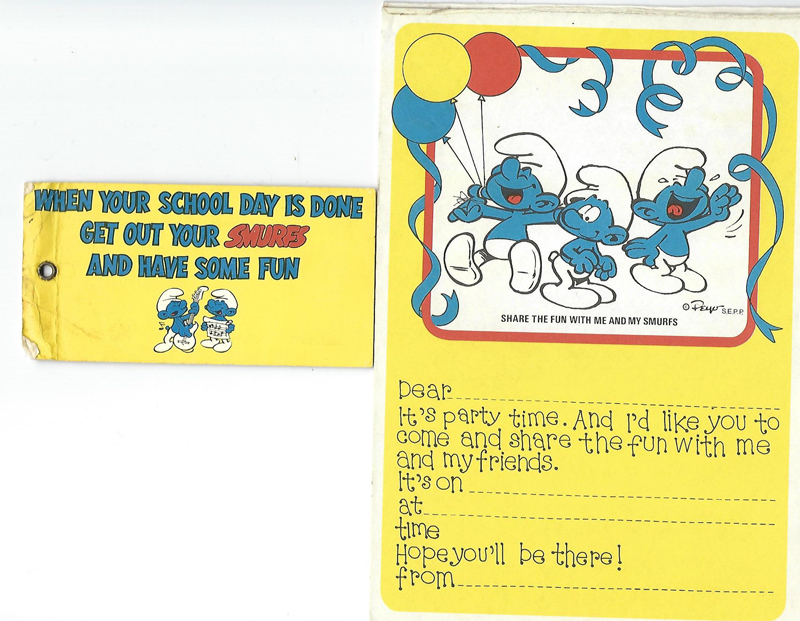 WHEN YOUR SCHOOL DAY IS DONE
GET OUT YOUR SMURFS
AND HAVE SOME FUN
© Peyo S.E.P.P.
SHARE THE FUN WITH ME AND MY SMURFS
Dear
It's party time. And I'd like you to
come and share the fun with me
and my friends.
It's on
at
time
Hope you'll be there!
from